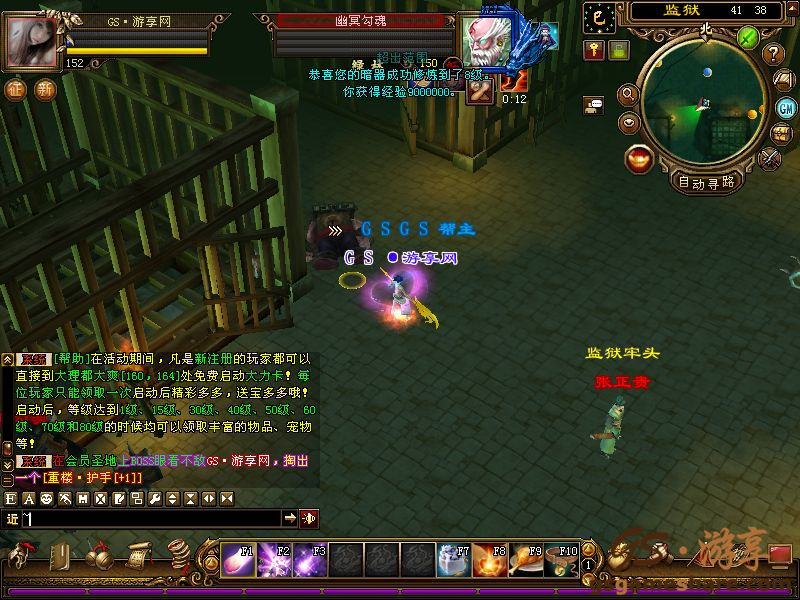 GS·游享网
152
征 新
幽冥勾魂
150
超出范围
恭喜您的暗器成功修炼到了8级。
你获得经验9000000。
0:12
监狱 41 38
北
GM
自动寻路
GSGS 帮主
GS ●游享网
监狱牢头
张正贵
系统 [帮助]在活动期间,凡是新注册的玩家都可以
直接到大理都大爽[160,164]处免费启动大力卡!每
位玩家只能领取一次启动后精彩多多,送宝多多哦!
启动后,等级达到1级、15级、30级、40级、50级、60
级、70级和80级的时候均可以领取丰富的物品、宠物
等!
系统 在会员圣地上BOSS眼看不敌GS·游享网,掏出
一个[重楼·护手[+1]]
E A
近 ~
F1 F2 F3 F7 F8 F9 F10
1
GS·游享